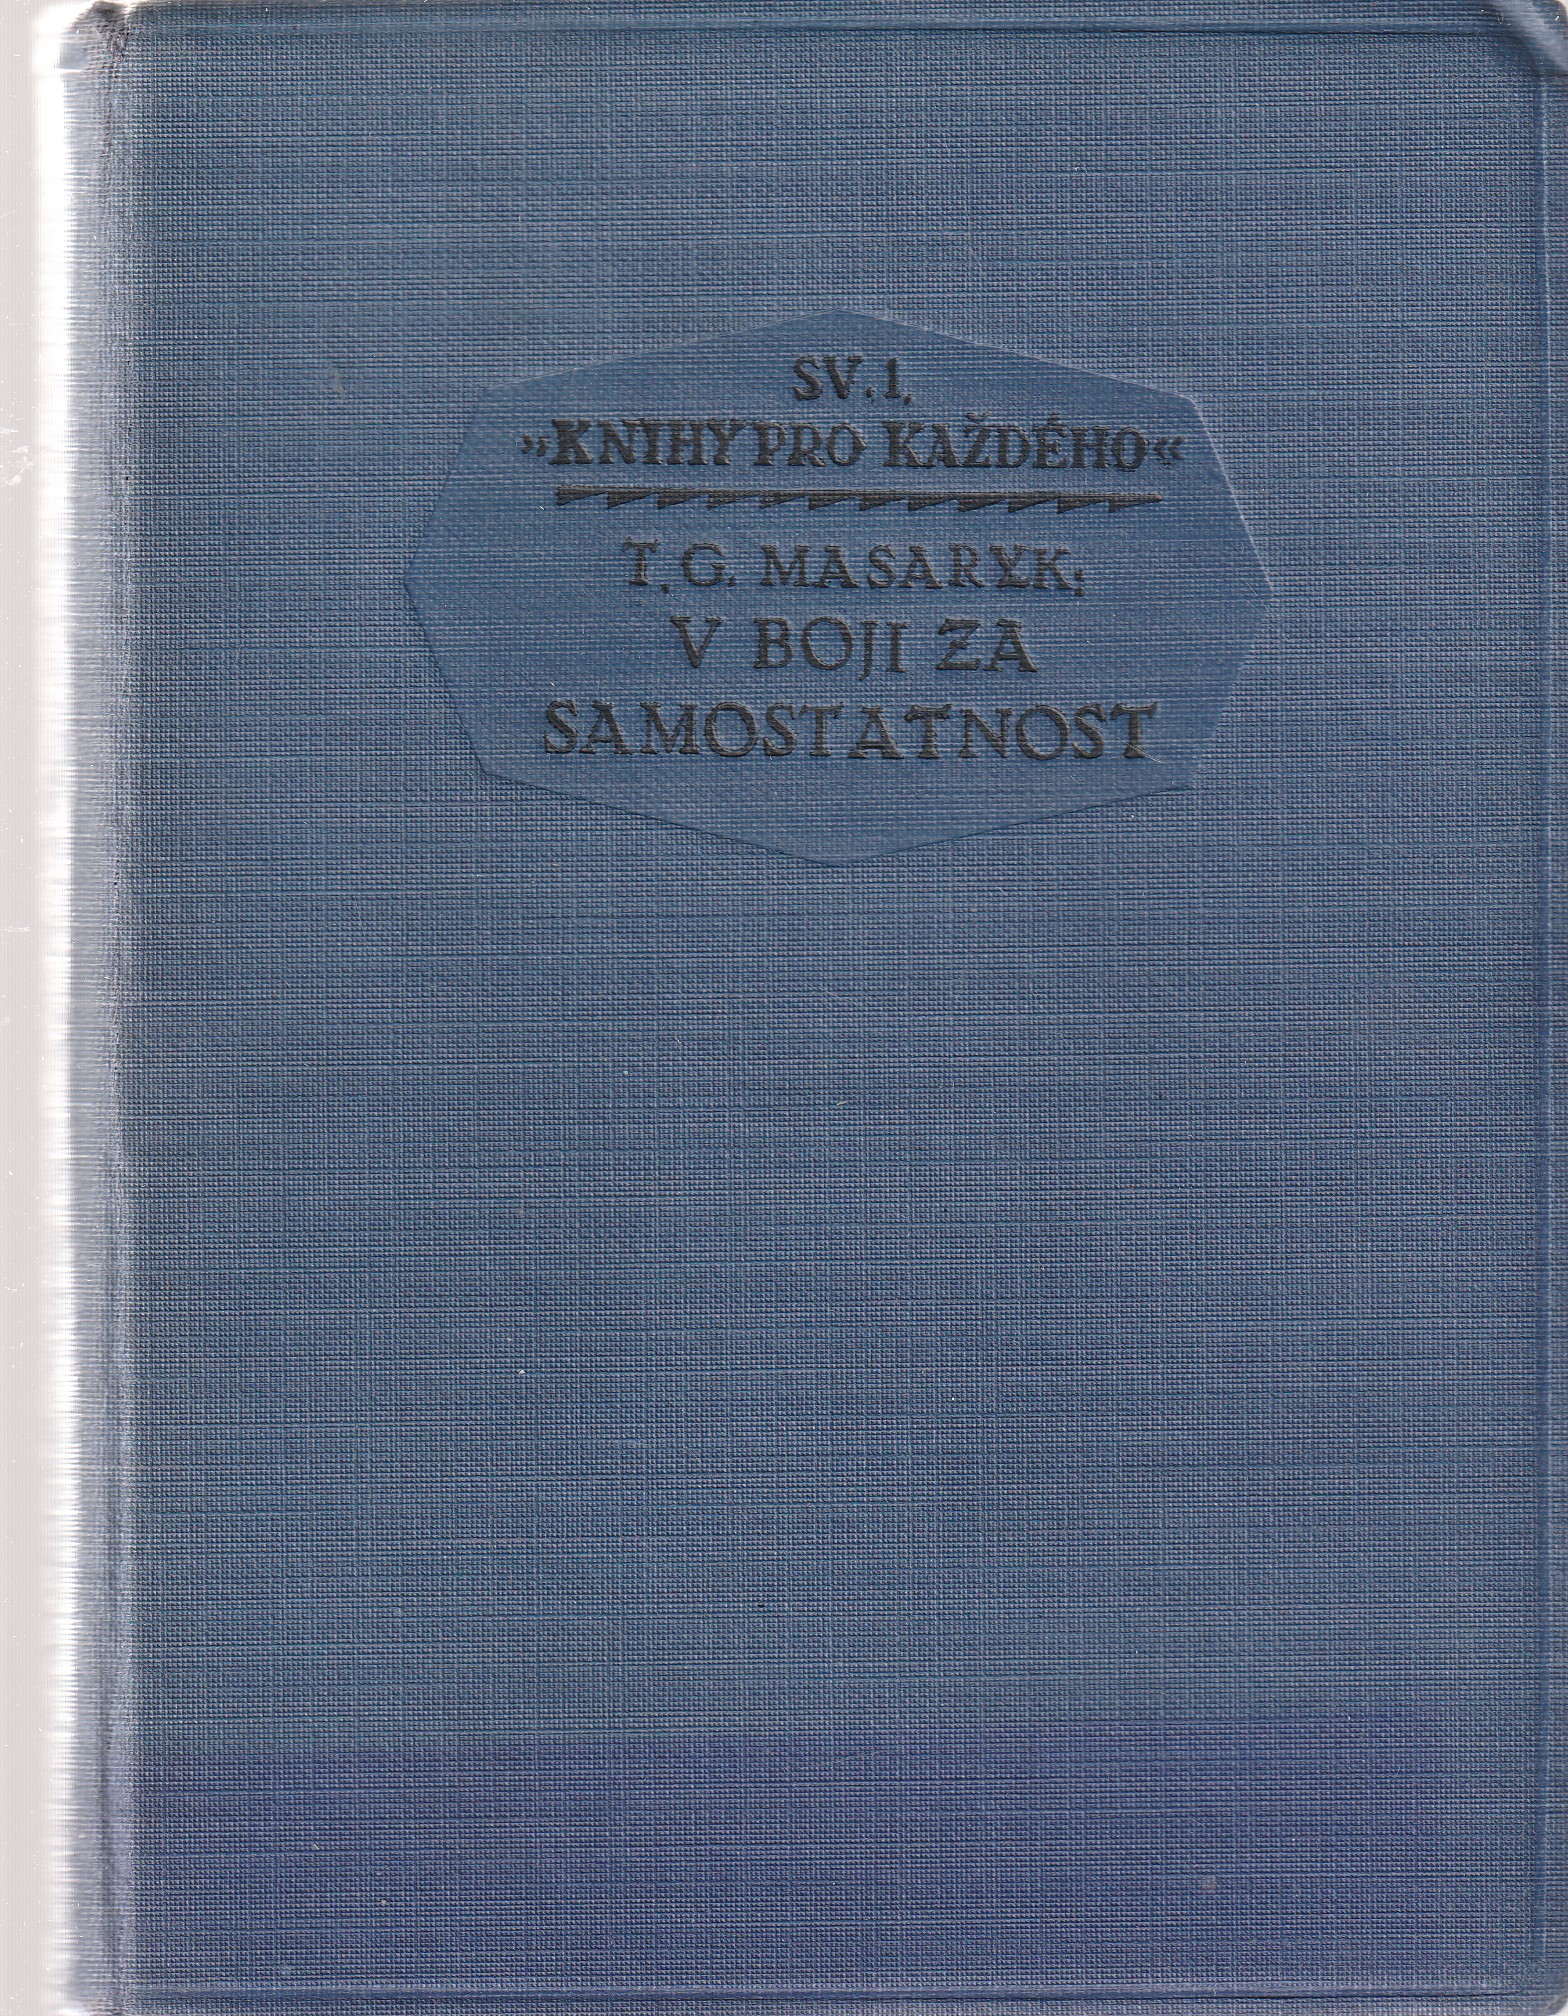 SV. 1.
»KNIHY PRO KAŽDÉHO«
T. G. MASARYK:
V BOJI ZA
SAMOSTATNOST